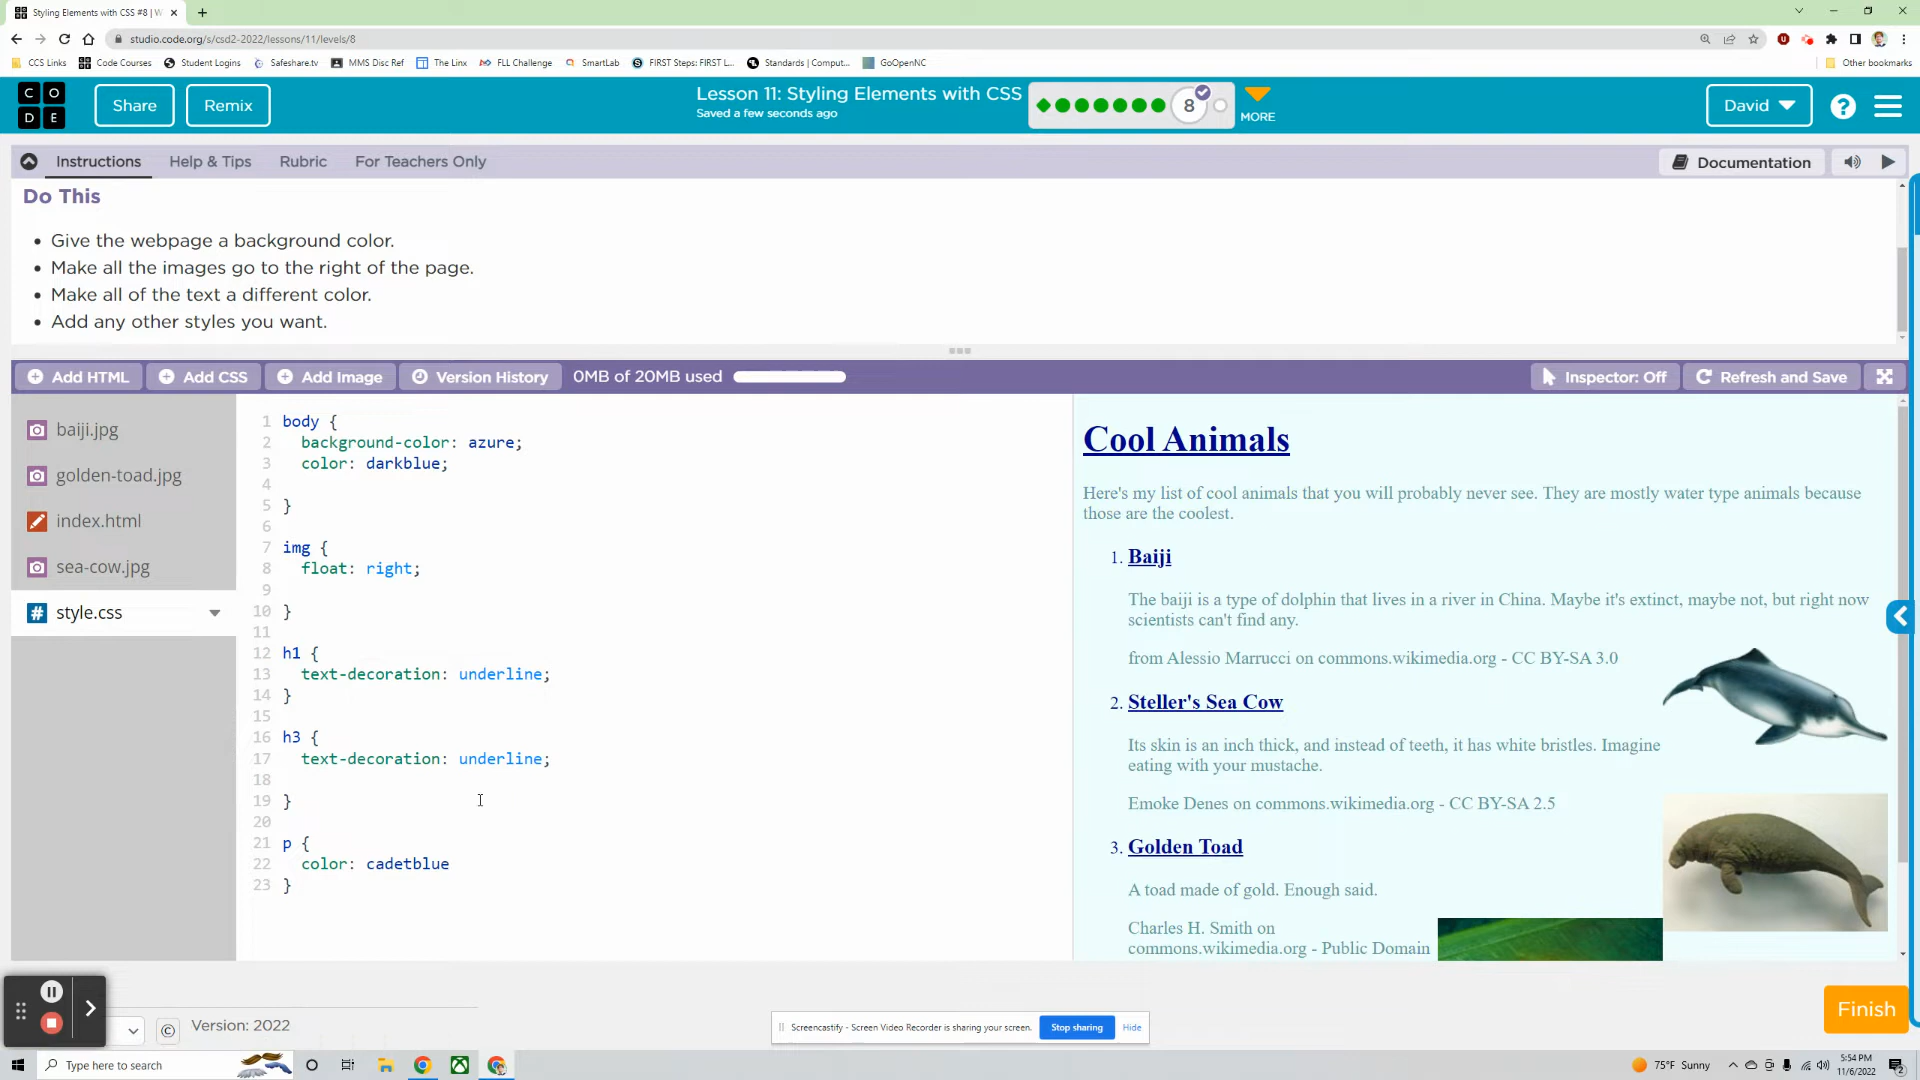 Styling Elements with CSS #8 | W
studio.code.org/s/csd2-2022/lessons/11/levels/8
CCS Links
Code Courses
Student Logins
Safeshare.tv
MMS Disc Ref
The Linx
FLL Challenge
SmartLab
FIRST Steps: FIRST L...
Standards | Comput...
GoOpenNC
Other bookmarks
C O
D E
Share
Remix
Lesson 11: Styling Elements with CSS
Saved a few seconds ago
8
MORE
David
?
Instructions
Help & Tips
Rubric
For Teachers Only
Documentation
Do This
• Give the webpage a background color.
• Make all the images go to the right of the page.
• Make all of the text a different color.
• Add any other styles you want.
Add HTML
Add CSS
Add Image
Version History
0MB of 20MB used
Inspector: Off
Refresh and Save
baiji.jpg
golden-toad.jpg
index.html
sea-cow.jpg
# style.css
1 body {
2 background-color: azure;
3 color: darkblue;
4
5 }
6
7 img {
8 float: right;
9
10 }
11
12 h1 {
13 text-decoration: underline;
14 }
15
16 h3 {
17 text-decoration: underline;
18
19 }
20
21 p {
22 color: cadetblue
23 }
Cool Animals
Here's my list of cool animals that you will probably never see. They are mostly water type animals because
those are the coolest.
1. Baiji
The baiji is a type of dolphin that lives in a river in China. Maybe it's extinct, maybe not, but right now
scientists can't find any.
from Alessio Marrucci on commons.wikimedia.org - CC BY-SA 3.0
2. Steller's Sea Cow
Its skin is an inch thick, and instead of teeth, it has white bristles. Imagine
eating with your mustache.
Emoke Denes on commons.wikimedia.org - CC BY-SA 2.5
3. Golden Toad
A toad made of gold. Enough said.
Charles H. Smith on
commons.wikimedia.org - Public Domain
Finish
©
Version: 2022
Screencastify - Screen Video Recorder is sharing your screen.
Stop sharing
Hide
Type here to search
75°F Sunny
5:54 PM
11/6/2022
2